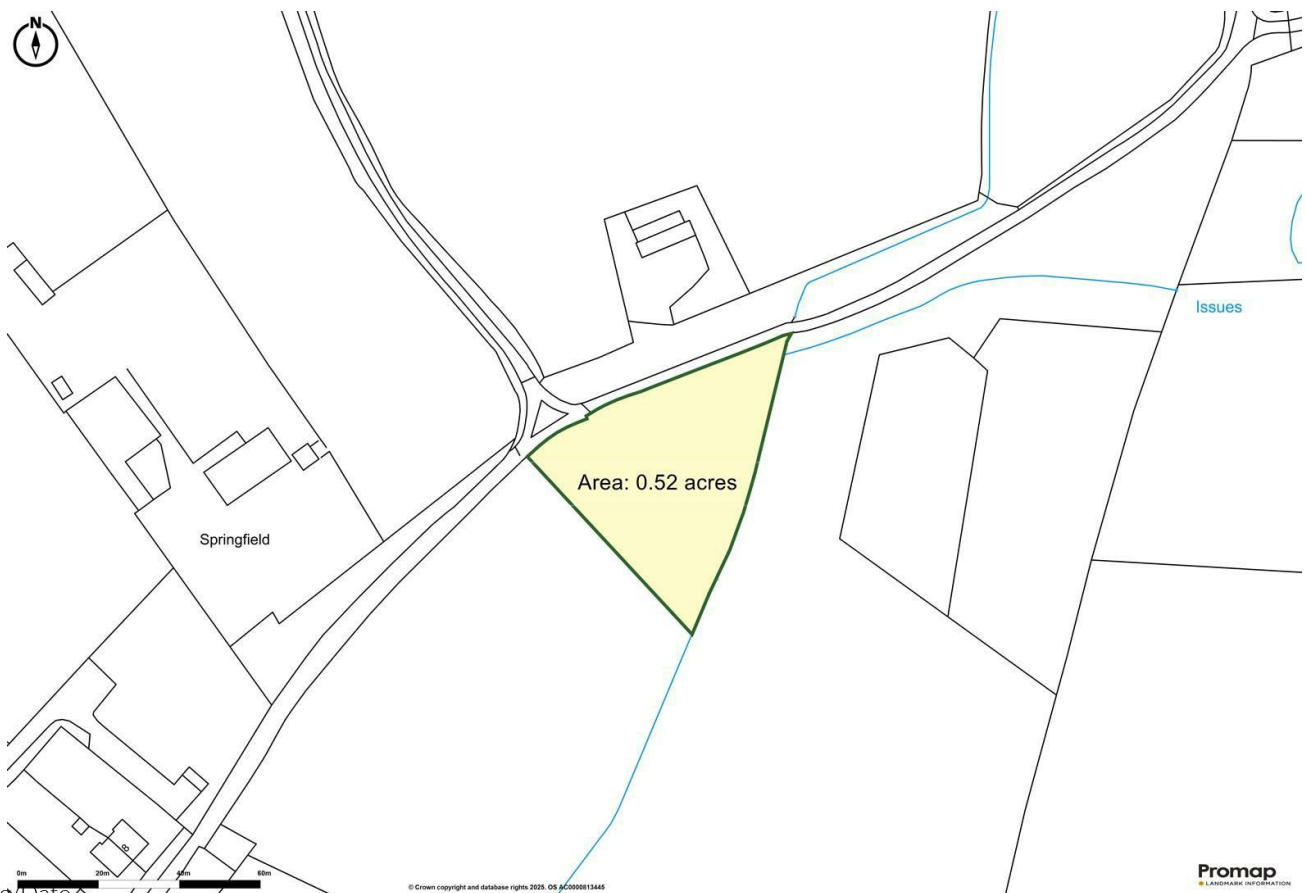 N
Issues
Area: 0.52 acres
Springfield
8
0m 20m 40m 60m
© Crown copyright and database rights 2025. OS AC0000813445
Promap
LANDMARK INFORMATION